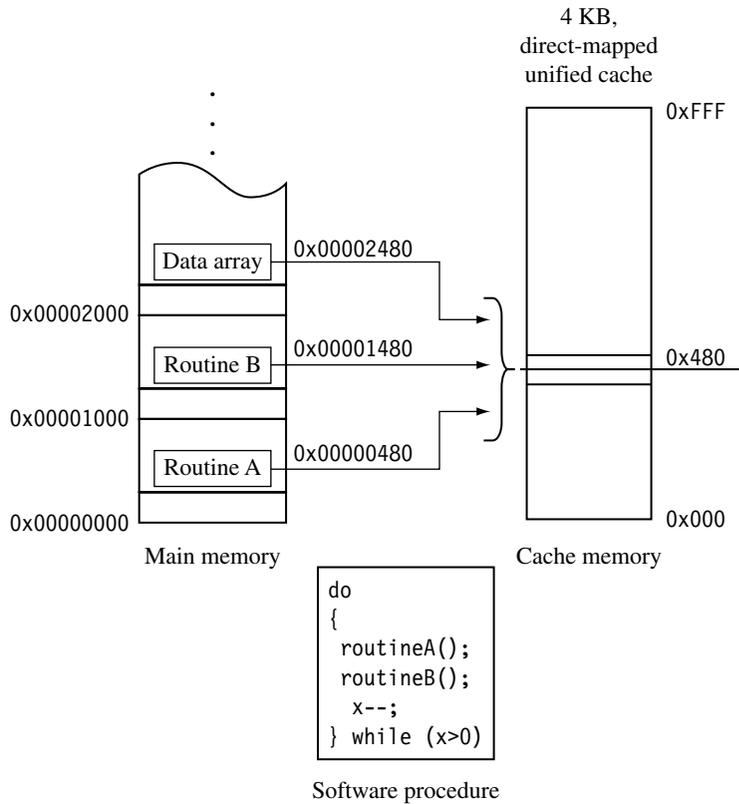 4 KB,
direct-mapped
unified cache
0xFFF
Data array
0x00002480
0x00002000
Routine B
0x00001480
0x480
0x00001000
Routine A
0x00000480
0x00000000
0x000
Main memory
Cache memory
do
{
routineA();
routineB();
x--;
} while (x>0)
Software procedure